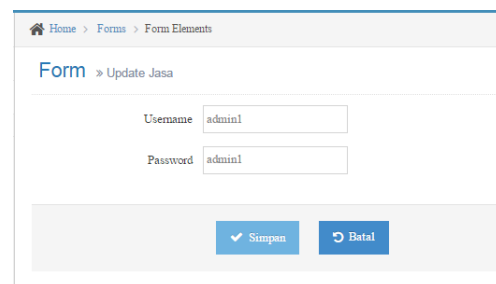 Home > Forms > Form Elements
Form » Update Jasa
Username admin1
Password admin1
Simpan Batal